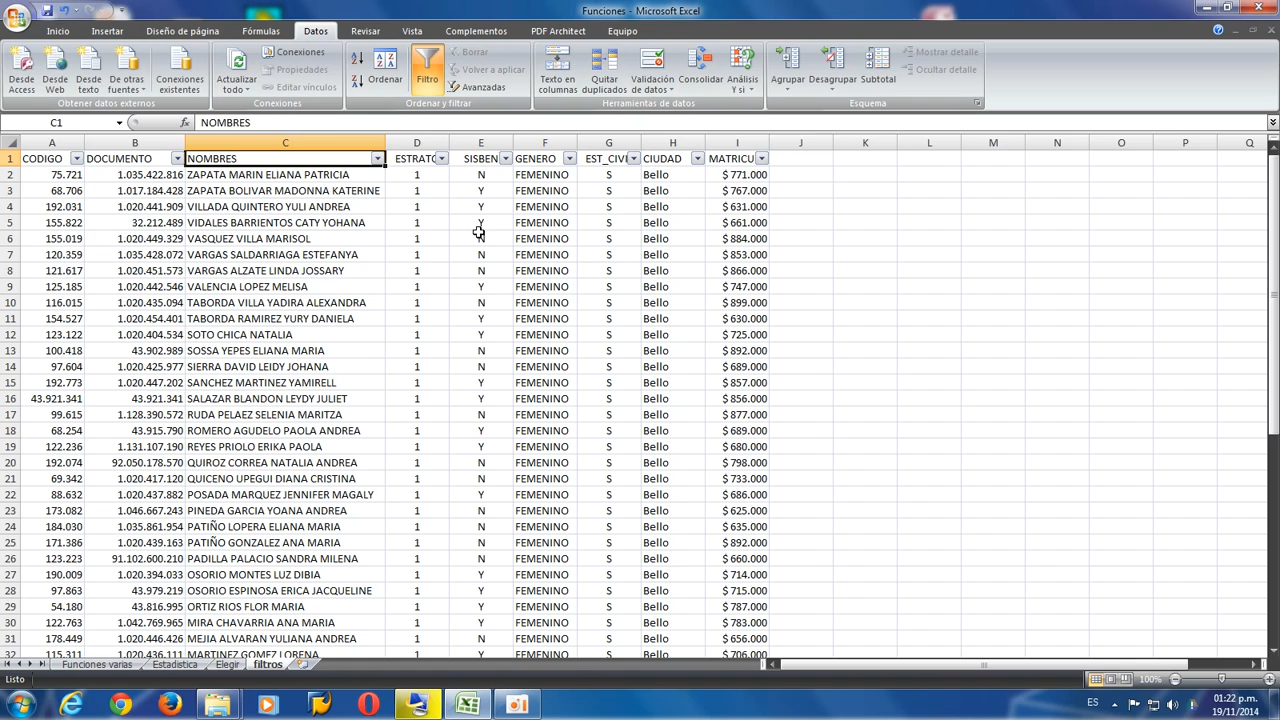 Funciones - Microsoft Excel
Inicio Insertar Diseño de página Fórmulas Datos Revisar Vista Complementos PDF Architect Equipo
Desde Access
Desde Web
Desde texto
De otras fuentes
Conexiones existentes
Obtener datos externos
Actualizar todo
Conexiones
Propiedades
Editar vínculos
Conexiones
Ordenar
Filtro
Borrar
Volver a aplicar
Avanzadas
Ordenar y filtrar
Texto en columnas
Quitar duplicados
Validación de datos
Consolidar
Análisis Y si
Herramientas de datos
Agrupar
Desagrupar
Subtotal
Mostrar detalle
Ocultar detalle
Esquema
C1 fx NOMBRES
A B C D E F G H I J K L M N O P Q
1 CODIGO DOCUMENTO NOMBRES ESTRATO SISBEN GENERO EST_CIVI CIUDAD MATRICU
2 75.721 1.035.422.816 ZAPATA MARIN ELIANA PATRICIA 1 N FEMENINO S Bello $ 771.000
3 68.706 1.017.184.428 ZAPATA BOLIVAR MADONNA KATERINE 1 Y FEMENINO S Bello $ 767.000
4 192.031 1.020.441.909 VILLADA QUINTERO YULI ANDREA 1 Y FEMENINO S Bello $ 631.000
5 155.822 32.212.489 VIDALES BARRIENTOS CATY YOHANA 1 Y FEMENINO S Bello $ 661.000
6 155.019 1.020.449.329 VASQUEZ VILLA MARISOL 1 N FEMENINO S Bello $ 884.000
7 120.359 1.035.428.072 VARGAS SALDARRIAGA ESTEFANYA 1 N FEMENINO S Bello $ 853.000
8 121.617 1.020.451.573 VARGAS ALZATE LINDA JOSSARY 1 N FEMENINO S Bello $ 866.000
9 125.185 1.020.442.546 VALENCIA LOPEZ MELISA 1 Y FEMENINO S Bello $ 747.000
10 116.015 1.020.435.094 TABORDA VILLA YADIRA ALEXANDRA 1 N FEMENINO S Bello $ 899.000
11 154.527 1.020.454.401 TABORDA RAMIREZ YURY DANIELA 1 Y FEMENINO S Bello $ 630.000
12 123.122 1.020.404.534 SOTO CHICA NATALIA 1 Y FEMENINO S Bello $ 725.000
13 100.418 43.902.989 SOSSA YEPES ELIANA MARIA 1 N FEMENINO S Bello $ 892.000
14 97.604 1.020.425.977 SIERRA DAVID LEIDY JOHANA 1 N FEMENINO S Bello $ 689.000
15 192.773 1.020.447.202 SANCHEZ MARTINEZ YAMIRELL 1 Y FEMENINO S Bello $ 857.000
16 43.921.341 43.921.341 SALAZAR BLANDON LEYDY JULIET 1 Y FEMENINO S Bello $ 856.000
17 99.615 1.128.390.572 RUDA PELAEZ SELENIA MARITZA 1 N FEMENINO S Bello $ 877.000
18 68.254 43.915.790 ROMERO AGUDELO PAOLA ANDREA 1 Y FEMENINO S Bello $ 689.000
19 122.236 1.131.107.190 REYES PRIOLO ERIKA PAOLA 1 Y FEMENINO S Bello $ 680.000
20 192.074 92.050.178.570 QUIROZ CORREA NATALIA ANDREA 1 N FEMENINO S Bello $ 798.000
21 69.342 1.020.417.120 QUICENO UPEGUI DIANA CRISTINA 1 N FEMENINO S Bello $ 733.000
22 88.632 1.020.437.882 POSADA MARQUEZ JENNIFER MAGALY 1 Y FEMENINO S Bello $ 686.000
23 173.082 1.046.667.243 PINEDA GARCIA YOANA ANDREA 1 Y FEMENINO S Bello $ 625.000
24 184.030 1.035.861.954 PATIÑO LOPERA ELIANA MARIA 1 N FEMENINO S Bello $ 635.000
25 171.386 1.020.439.163 PATIÑO GONZALEZ ANA MARIA 1 N FEMENINO S Bello $ 892.000
26 123.223 91.102.600.210 PADILLA PALACIO SANDRA MILENA 1 N FEMENINO S Bello $ 660.000
27 190.009 1.020.394.033 OSORIO MONTES LUZ DIBIA 1 Y FEMENINO S Bello $ 714.000
28 97.863 43.979.219 OSORIO ESPINOSA ERICA JACQUELINE 1 Y FEMENINO S Bello $ 715.000
29 54.180 43.816.995 ORTIZ RIOS FLOR MARIA 1 Y FEMENINO S Bello $ 787.000
30 122.763 1.042.769.965 MIRA CHAVARRIA ANA MARIA 1 Y FEMENINO S Bello $ 783.000
31 178.449 1.020.446.426 MEJIA ALVARAN YULIANA ANDREA 1 N FEMENINO S Bello $ 656.000
32 115.311 1.020.436.111 MARTINEZ GOMEZ LORENA 1 Y FEMENINO S Bello $ 706.000
Funciones varias Estadistica Elegir filtros
Listo 100%
ES 01:22 p.m. 19/11/2014